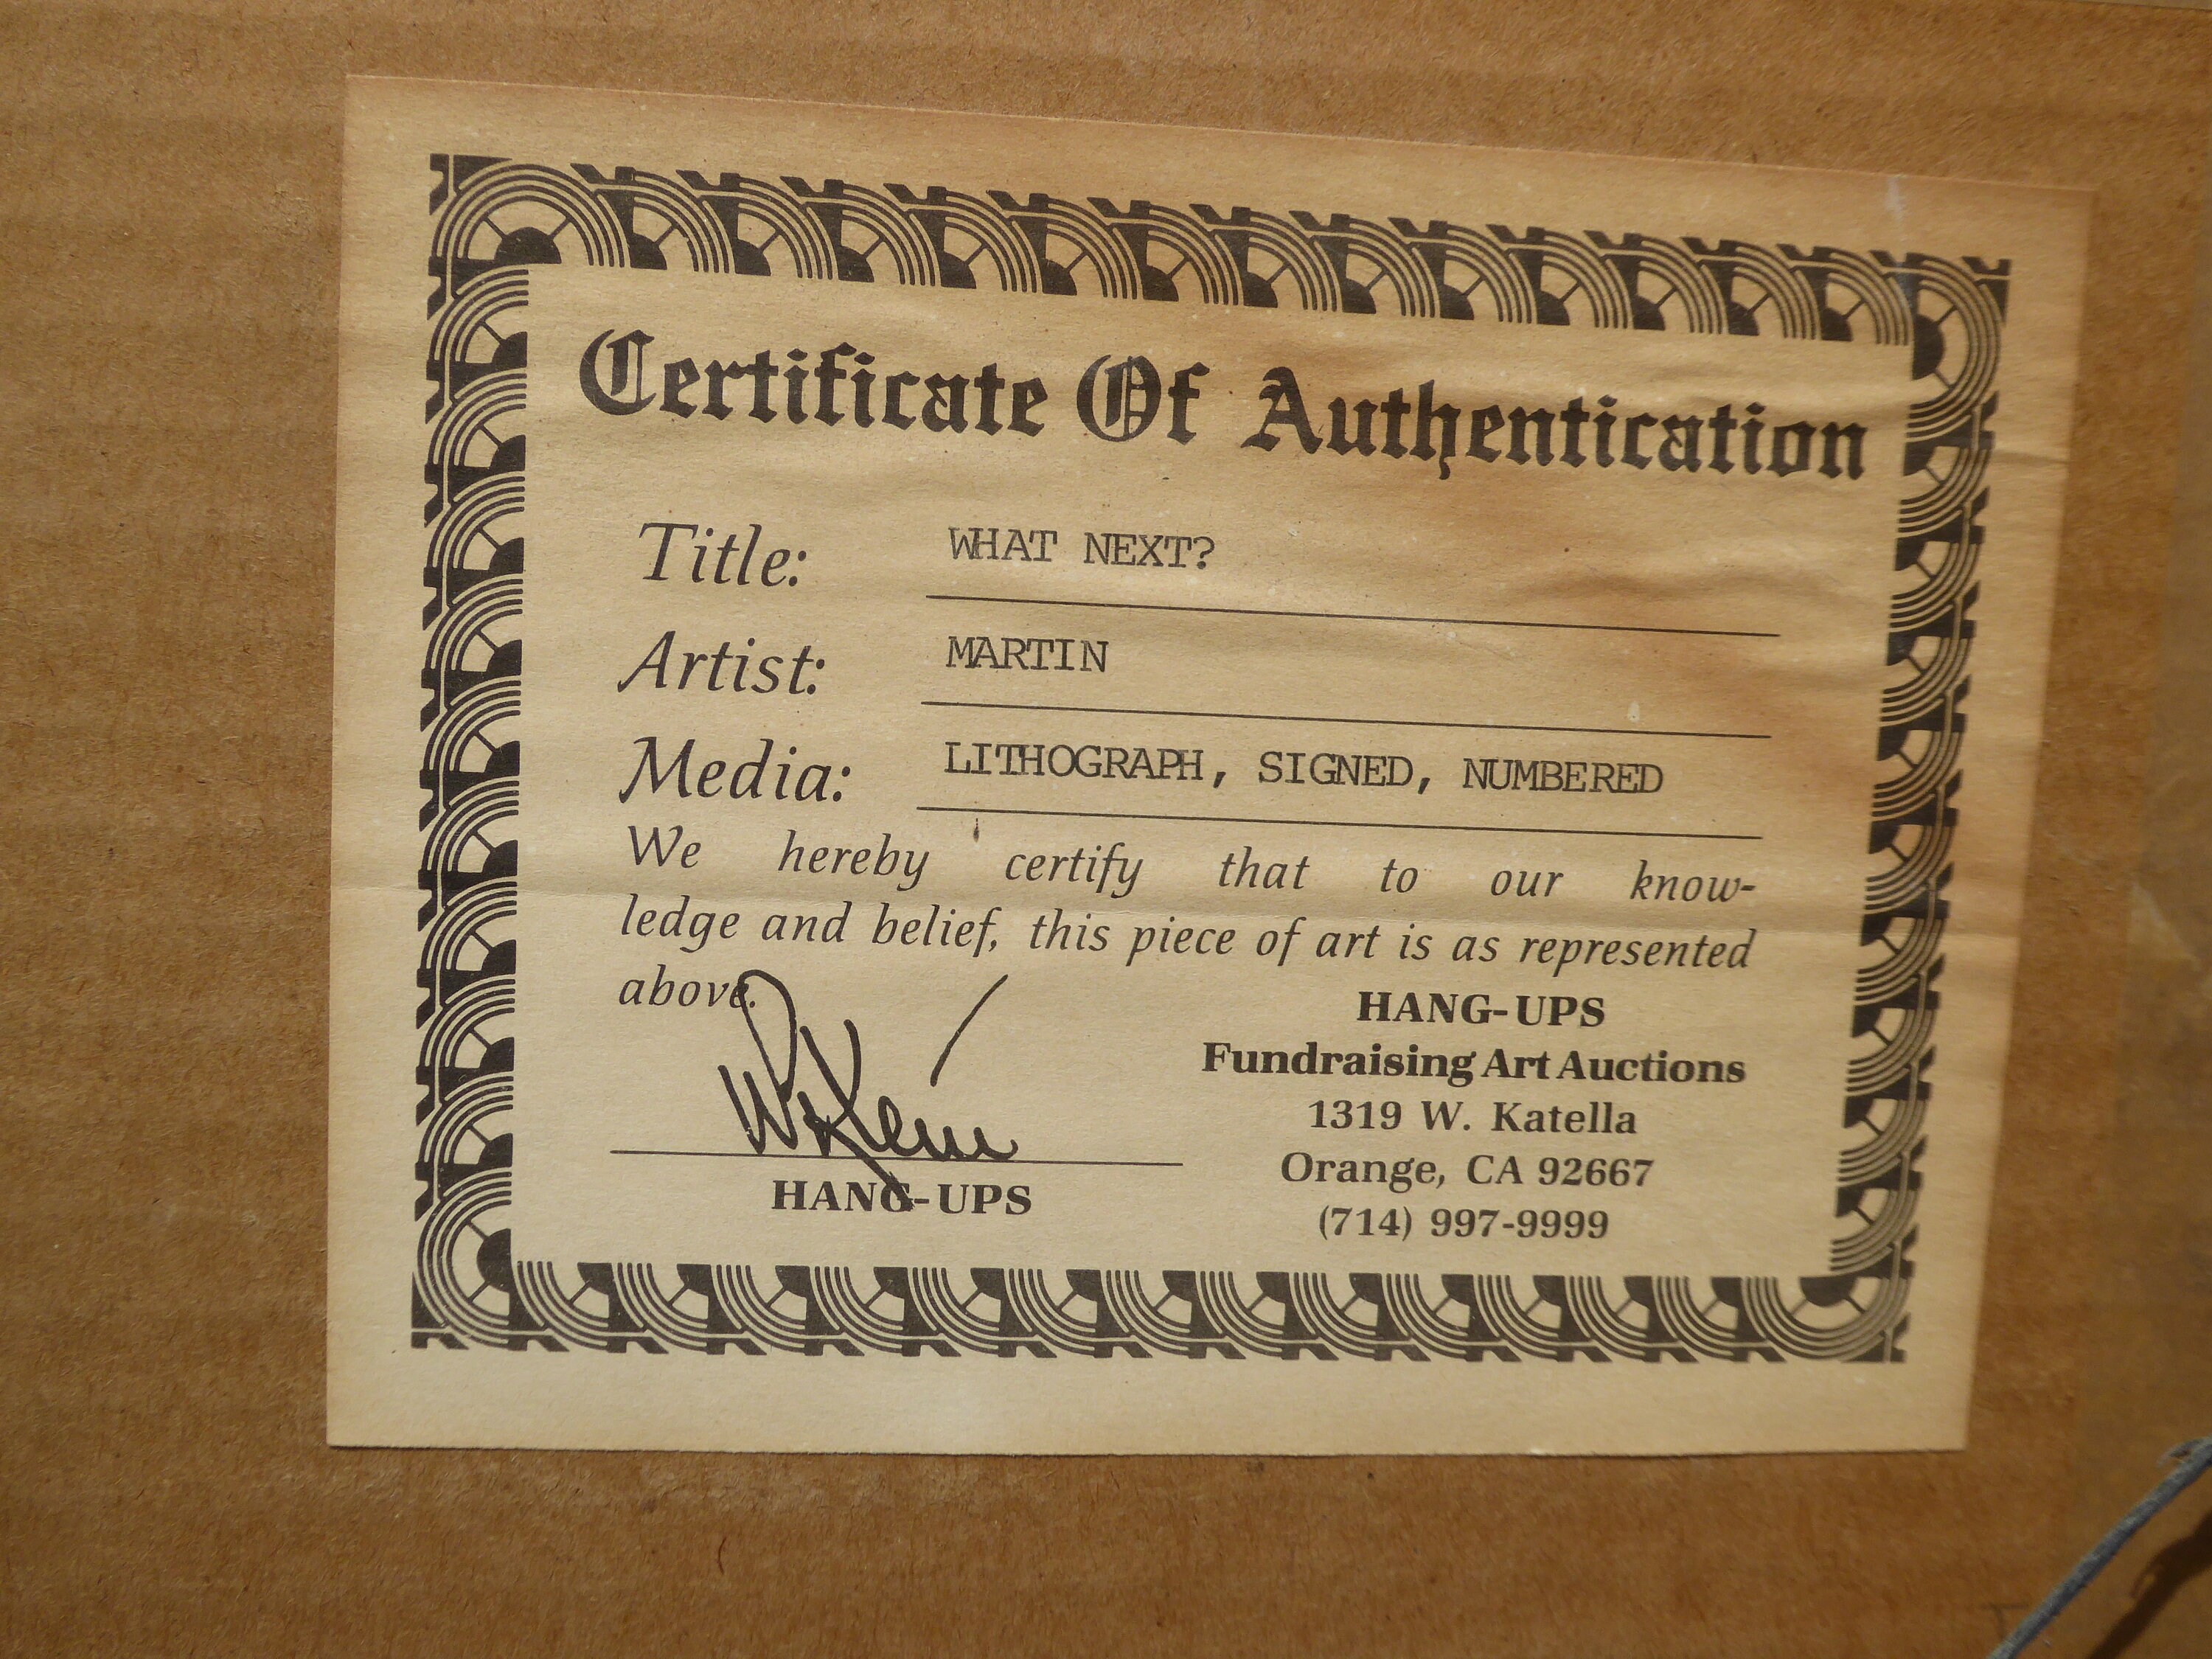 Certificate Of Authentication
Title: WHAT NEXT?
Artist: MARTIN
Media: LITHOGRAPH, SIGNED, NUMBERED
We hereby certify that to our know-
ledge and belief, this piece of art is as represented
above.
HANG-UPS
Fundraising Art Auctions
1319 W. Katella
Orange, CA 92667
(714) 997-9999
HANG-UPS